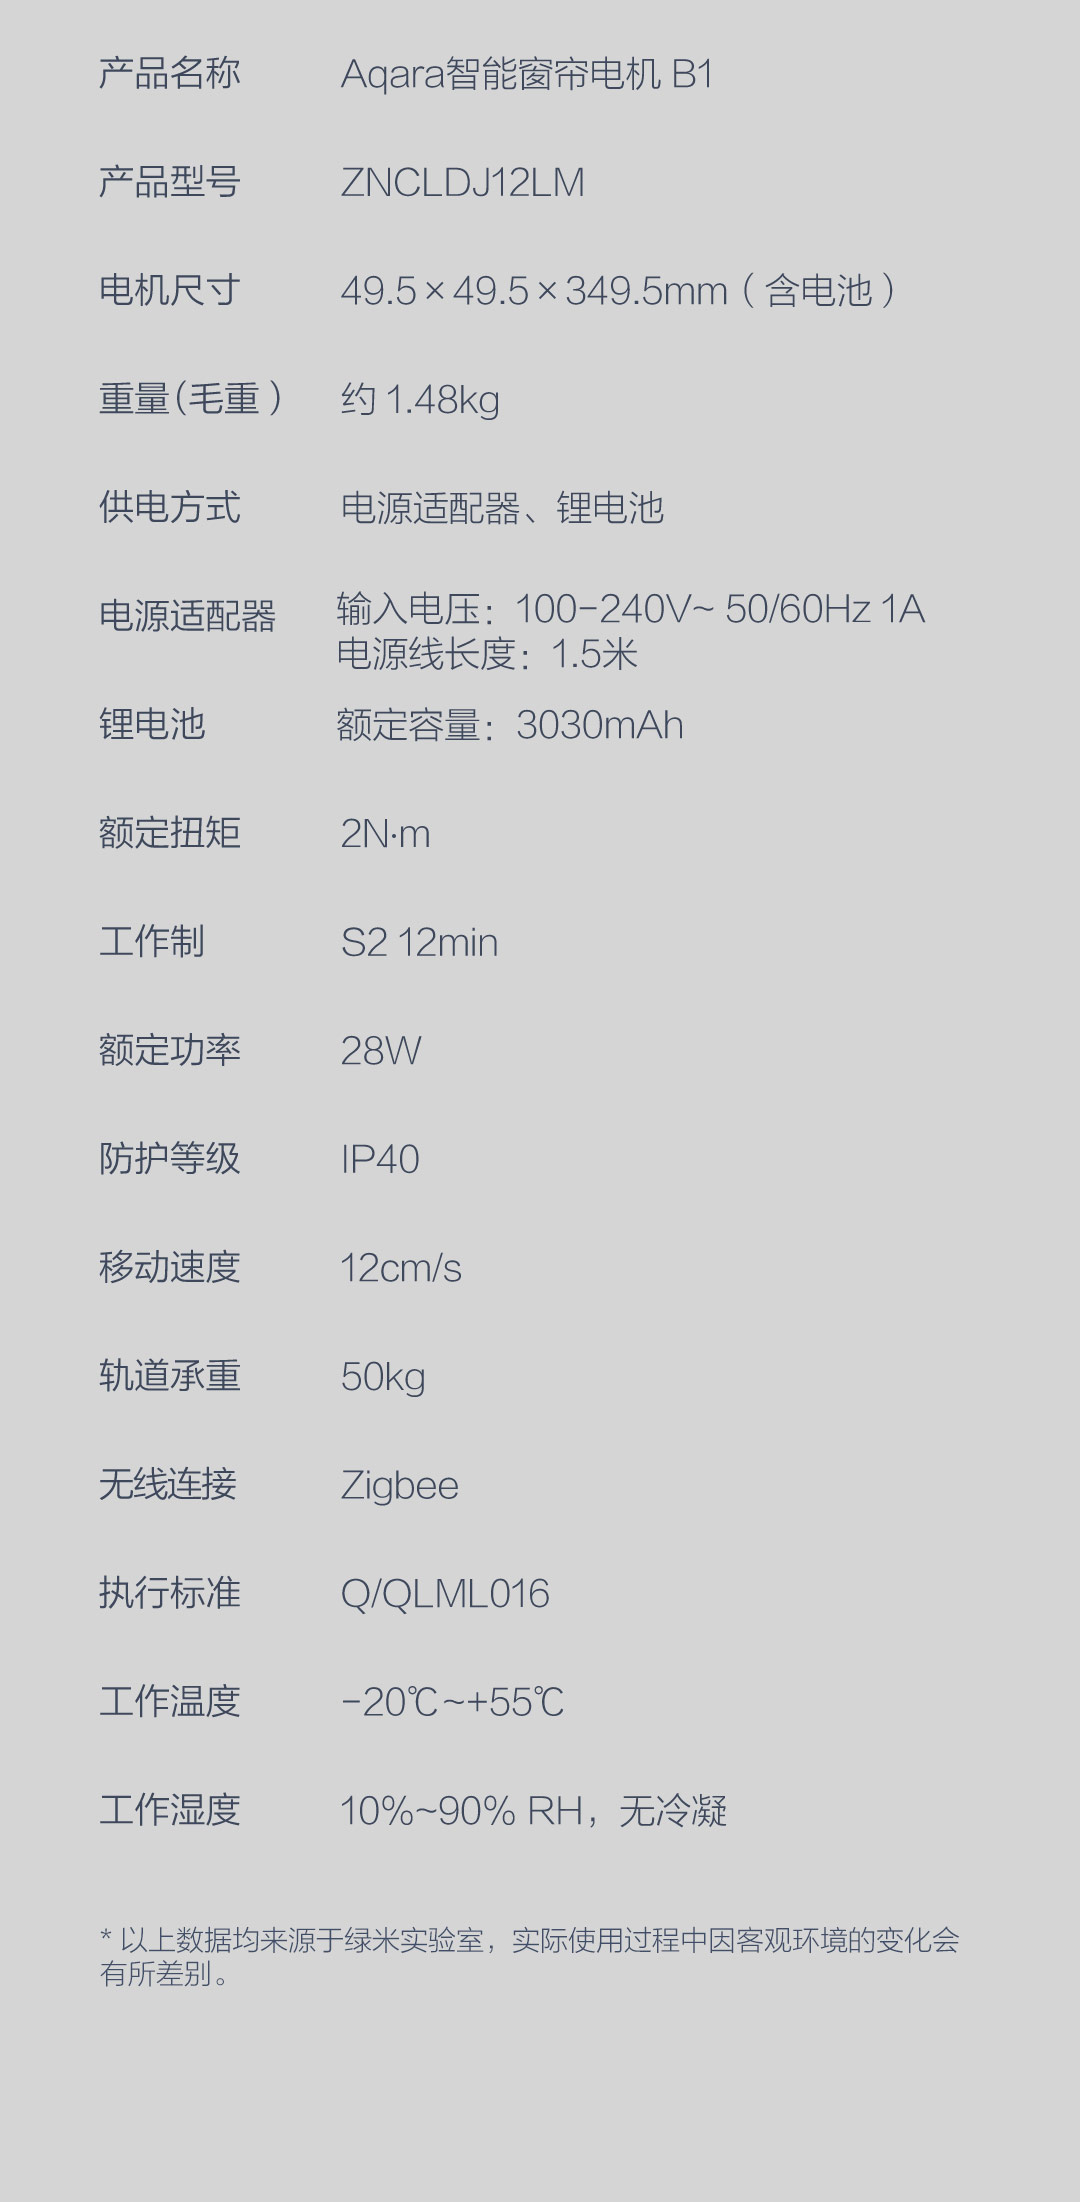 产品名称 Aqara智能窗帘电机 B1
产品型号 ZNCLDJ12LM
电机尺寸 49.5×49.5×349.5mm（含电池）
重量(毛重） 约 1.48kg
供电方式 电源适配器、锂电池
电源适配器 输入电压：100-240V~ 50/60Hz 1A
电源线长度：1.5米
锂电池 额定容量：3030mAh
额定扭矩 2N·m
工作制 S2 12min
额定功率 28W
防护等级 IP40
移动速度 12cm/s
轨道承重 50kg
无线连接 Zigbee
执行标准 Q/QLML016
工作温度 -20℃~+55℃
工作湿度 10%~90% RH，无冷凝
* 以上数据均来源于绿米实验室，实际使用过程中因客观环境的变化会
有所差别。